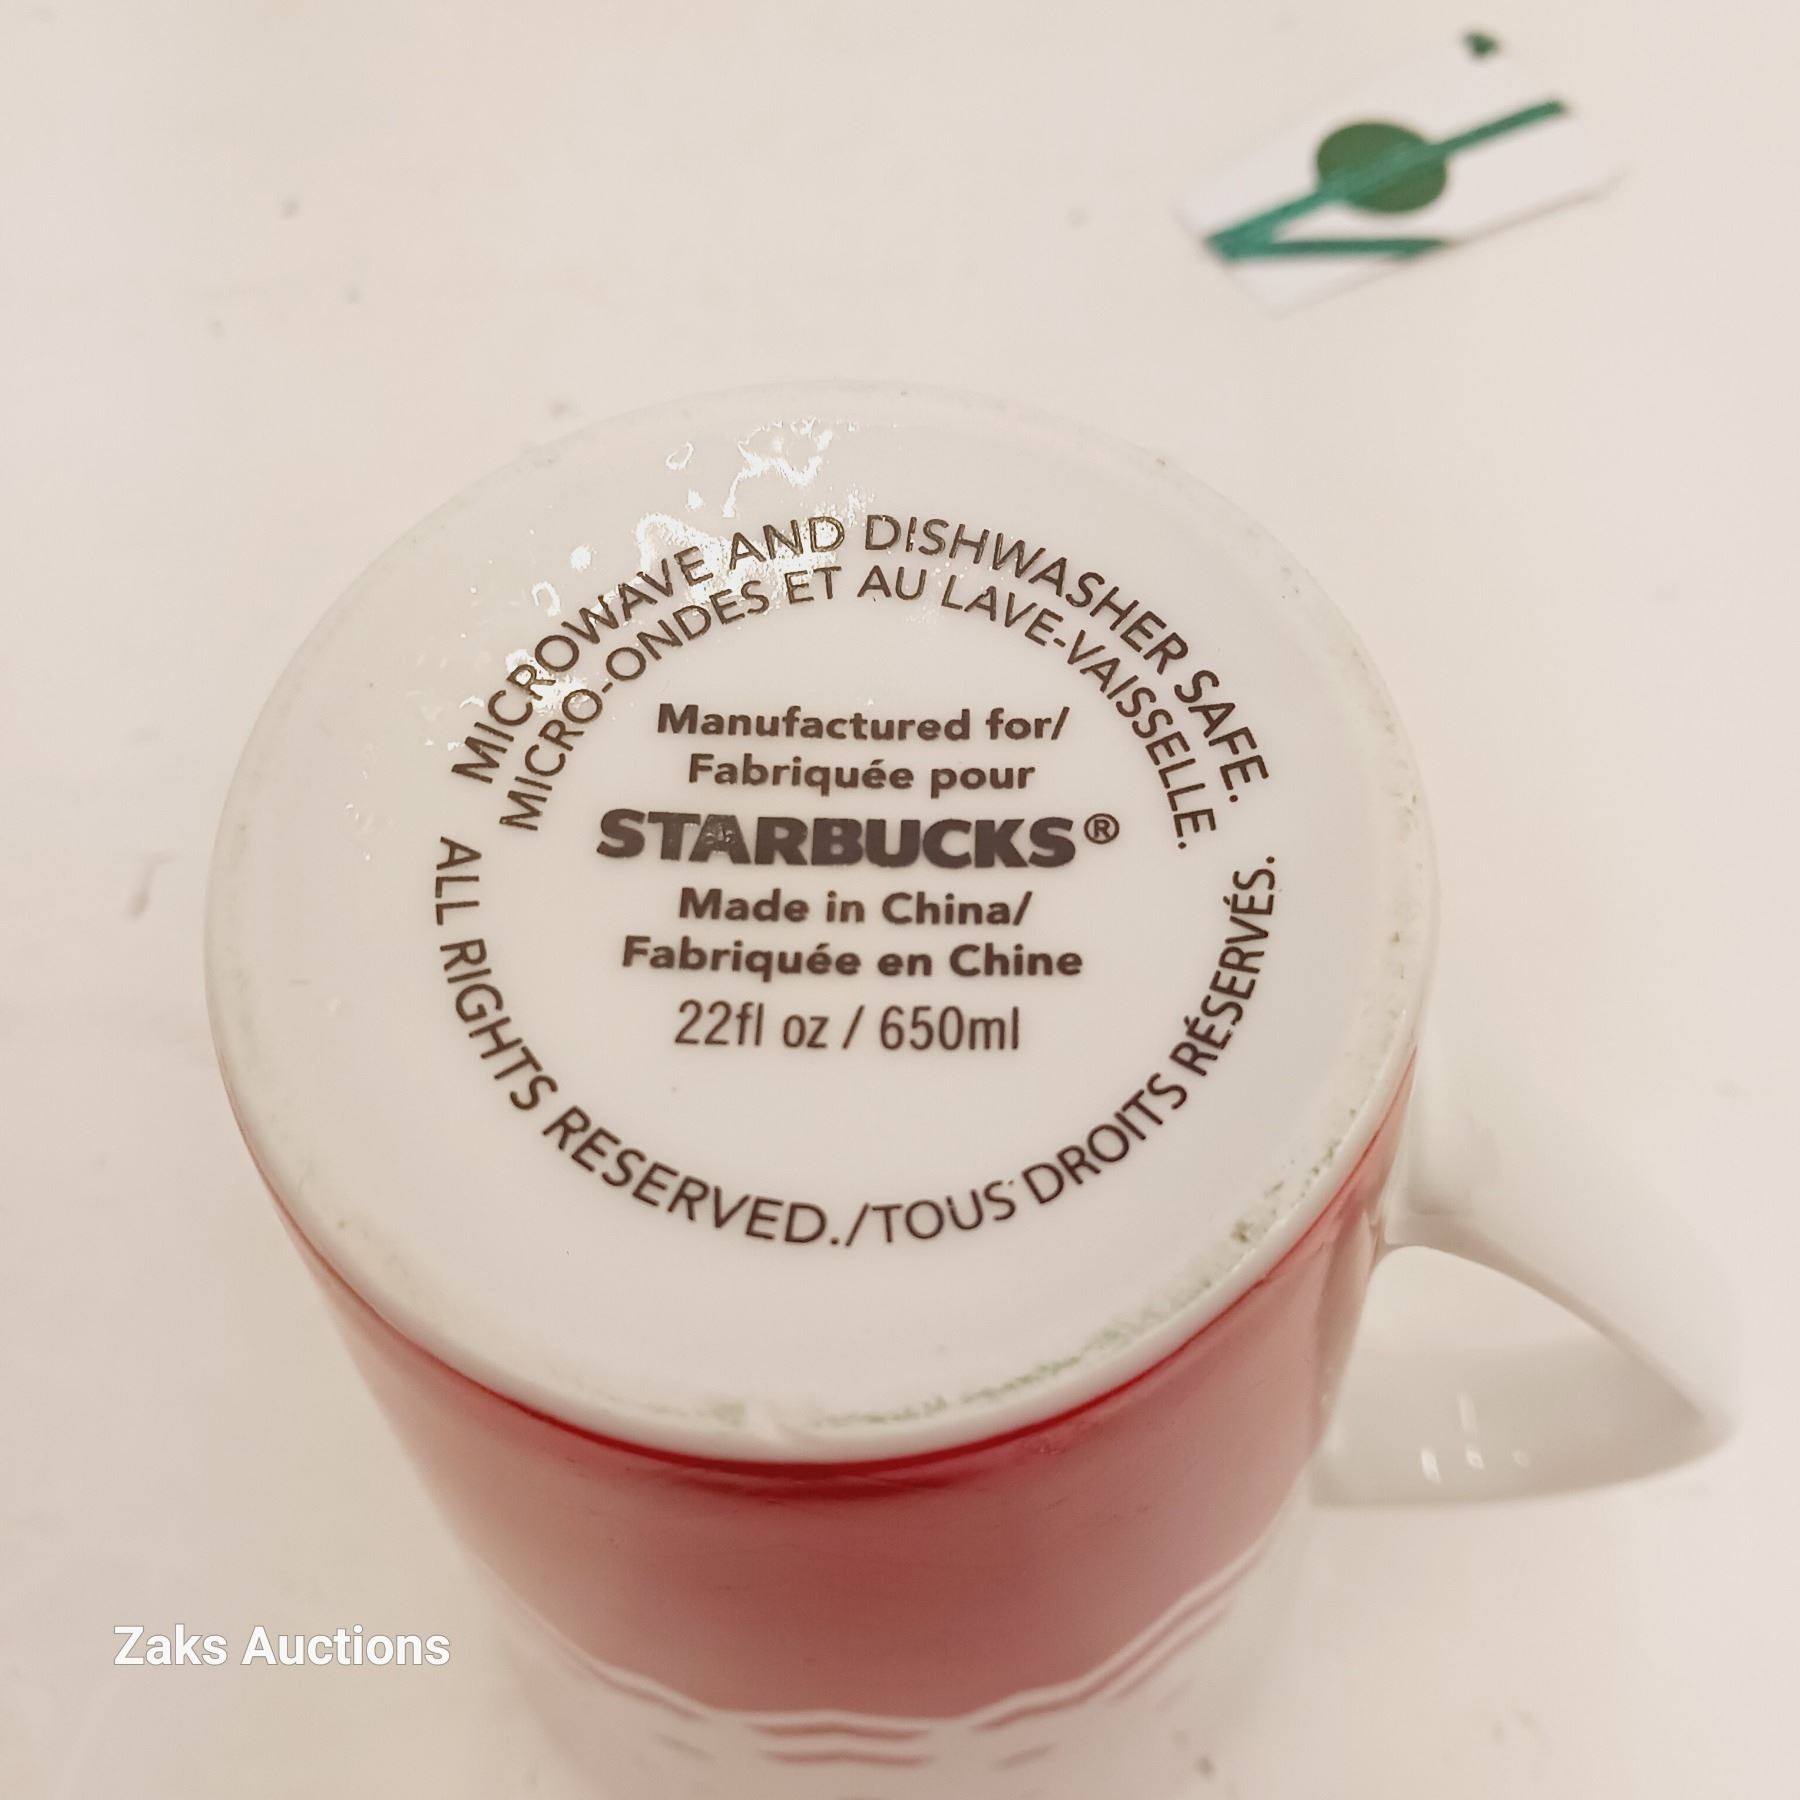 MICROWAVE AND DISHWASHER SAFE.
MICRO-ONDES ET AU LAVE-VAISSELLE.
Manufactured for/
Fabriquée pour
STARBUCKS®
Made in China/
Fabriquée en Chine
22fl oz / 650ml
ALL RIGHTS RESERVED./TOUS DROITS RÉSERVÉS.
Zaks Auctions